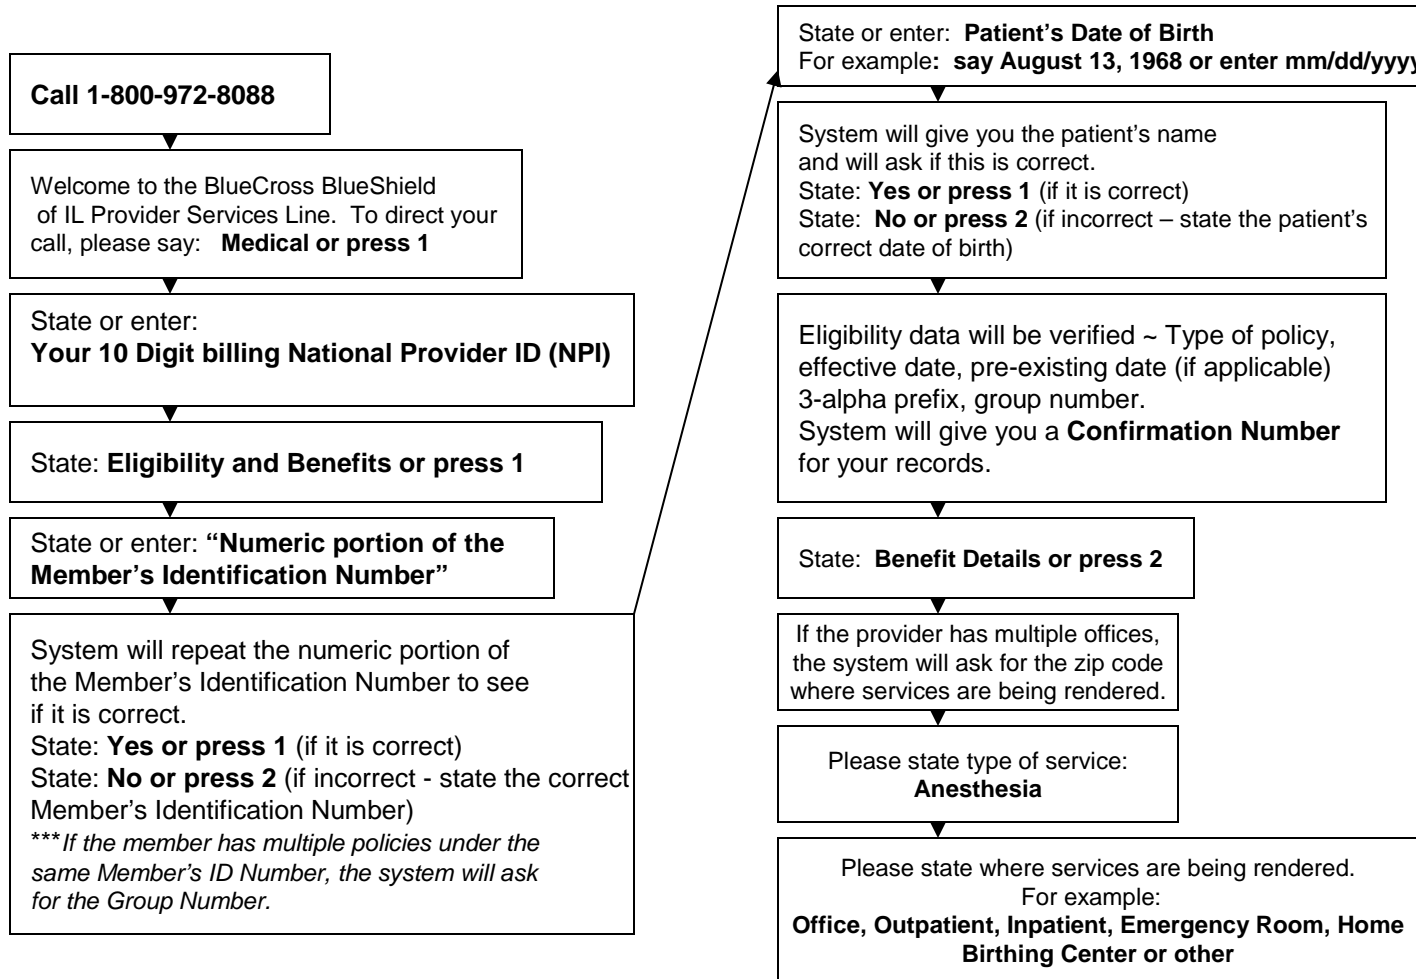 Call 1-800-972-8088
Welcome to the BlueCross BlueShield
of IL Provider Services Line. To direct your
call, please say: Medical or press 1
State or enter:
Your 10 Digit billing National Provider ID (NPI)
State: Eligibility and Benefits or press 1
State or enter: “Numeric portion of the
Member’s Identification Number”
System will repeat the numeric portion of
the Member’s Identification Number to see
if it is correct.
State: Yes or press 1 (if it is correct)
State: No or press 2 (if incorrect - state the correct
Member’s Identification Number)
***If the member has multiple policies under the
same Member’s ID Number, the system will ask
for the Group Number.
State or enter: Patient’s Date of Birth
For example: say August 13, 1968 or enter mm/dd/yyyy
System will give you the patient’s name
and will ask if this is correct.
State: Yes or press 1 (if it is correct)
State: No or press 2 (if incorrect – state the patient’s
correct date of birth)
Eligibility data will be verified ~ Type of policy,
effective date, pre-existing date (if applicable)
3-alpha prefix, group number.
System will give you a Confirmation Number
for your records.
State: Benefit Details or press 2
If the provider has multiple offices,
the system will ask for the zip code
where services are being rendered.
Please state type of service:
Anesthesia
Please state where services are being rendered.
For example:
Office, Outpatient, Inpatient, Emergency Room, Home
Birthing Center or other